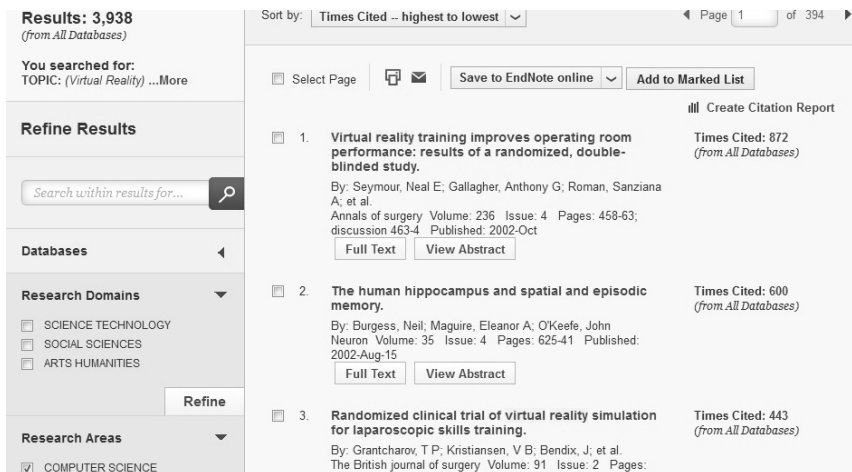 Results: 3,938
(from All Databases)
You searched for:
TOPIC: (Virtual Reality) ...More
Refine Results
Search within results for...
Databases
Research Domains
SCIENCE TECHNOLOGY
SOCIAL SCIENCES
ARTS HUMANITIES
Refine
Research Areas
COMPUTER SCIENCE
Sort by: Times Cited -- highest to lowest
Page 1 of 394
Select Page
Save to EndNote online
Add to Marked List
Create Citation Report
1. Virtual reality training improves operating room
performance: results of a randomized, double-
blinded study.
By: Seymour, Neal E; Gallagher, Anthony G; Roman, Sanziana
A; et al.
Annals of surgery Volume: 236 Issue: 4 Pages: 458-63;
discussion 463-4 Published: 2002-Oct
Full Text View Abstract
Times Cited: 872
(from All Databases)
2. The human hippocampus and spatial and episodic
memory.
By: Burgess, Neil; Maguire, Eleanor A; O'Keefe, John
Neuron Volume: 35 Issue: 4 Pages: 625-41 Published:
2002-Aug-15
Full Text View Abstract
Times Cited: 600
(from All Databases)
3. Randomized clinical trial of virtual reality simulation
for laparoscopic skills training.
By: Grantcharov, T P; Kristiansen, V B; Bendix, J; et al.
The British journal of surgery Volume: 91 Issue: 2 Pages:
Times Cited: 443
(from All Databases)